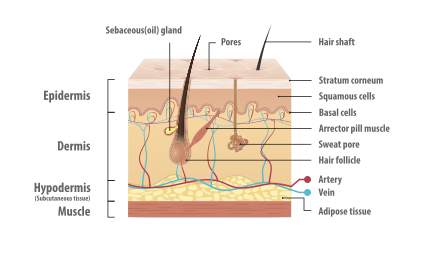 Sebaceous(oil) gland
Pores
Hair shaft
Stratum corneum
Squamous cells
Basal cells
Arrector pill muscle
Sweat pore
Hair follicle
Artery
Vein
Adipose tissue
Epidermis
Dermis
Hypodermis
(Subcutaneous tissue)
Muscle